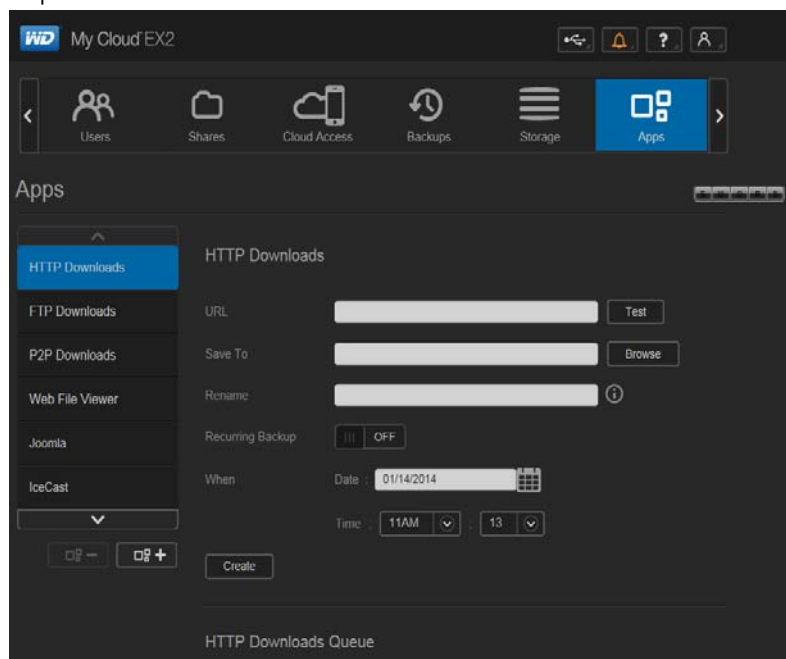 WD My Cloud EX2
?
Users
Shares
Cloud Access
Backups
Storage
Apps
Apps
HTTP Downloads
FTP Downloads
P2P Downloads
Web File Viewer
Joomla
IceCast
HTTP Downloads
URL
Test
Save To
Browse
Rename
Recurring Backup
OFF
When
Date : 01/14/2014
Time : 11AM : 13
Create
HTTP Downloads Queue